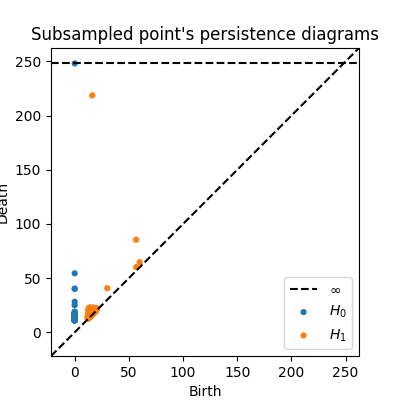 Subsampled point's persistence diagrams
250
200
150
100
50
0
Death
0 50 100 150 200 250
Birth
∞
H₀
H₁